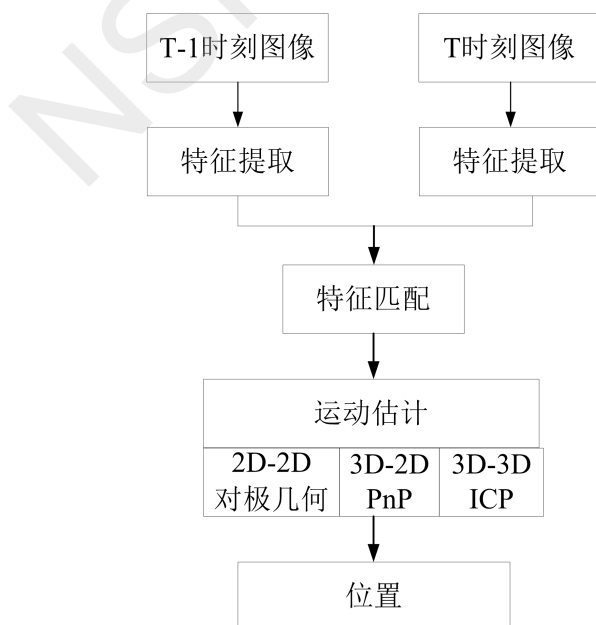 T-1时刻图像
T时刻图像
特征提取
特征提取
特征匹配
运动估计
2D-2D
对极几何
3D-2D
PnP
3D-3D
ICP
位置